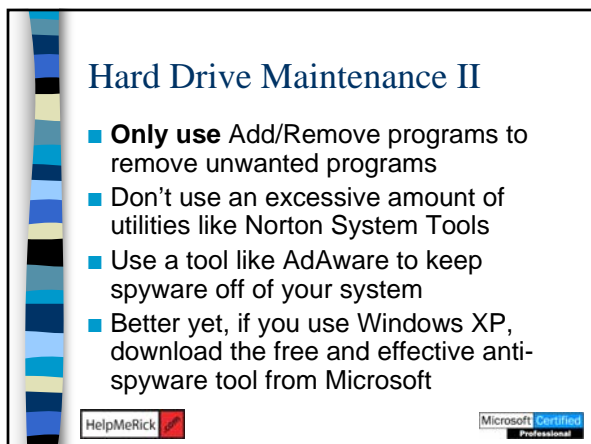 Hard Drive Maintenance II
Only use Add/Remove programs to
remove unwanted programs
Don't use an excessive amount of
utilities like Norton System Tools
Use a tool like AdAware to keep
spyware off of your system
Better yet, if you use Windows XP,
download the free and effective anti-
spyware tool from Microsoft
HelpMeRick .com
Microsoft Certified
Professional